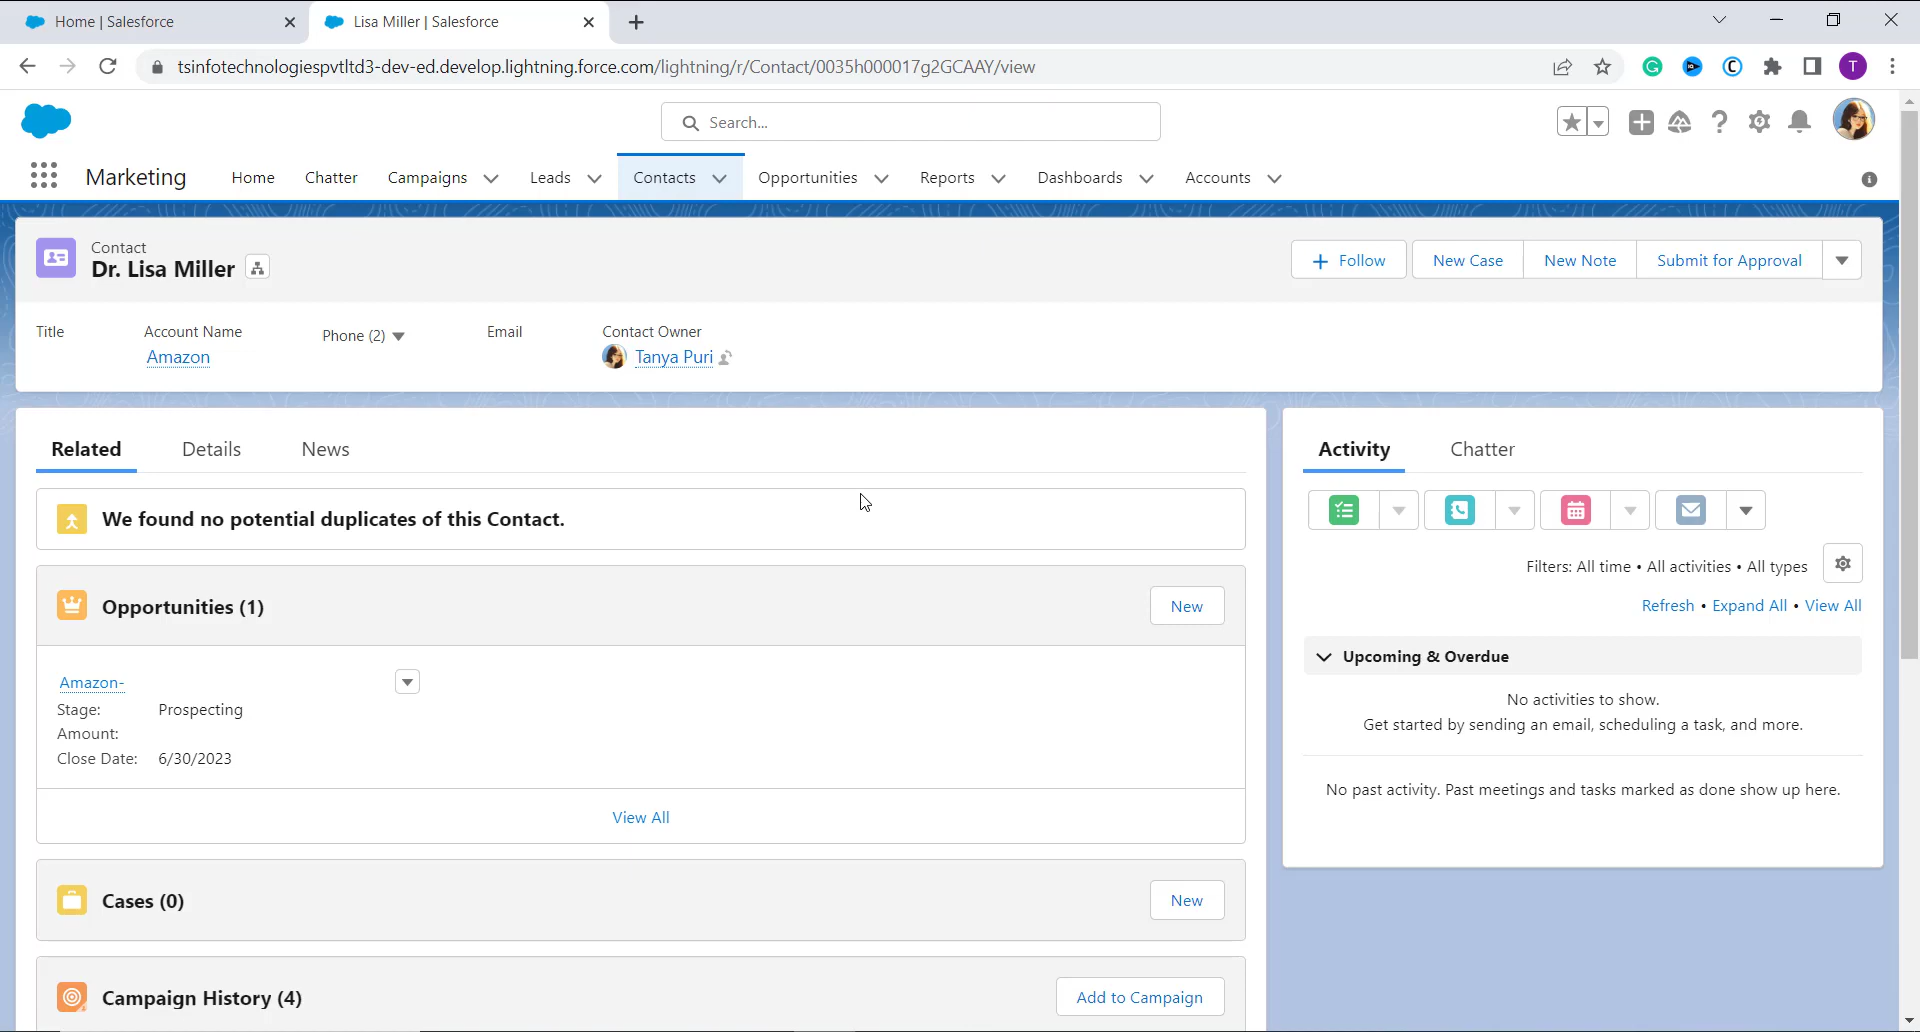 Home | Salesforce
Lisa Miller | Salesforce
tsinfotechnologiespvtltd3-dev-ed.develop.lightning.force.com/lightning/r/Contact/0035h000017g2GCAAY/view
T
Search...
Marketing
Home
Chatter
Campaigns
Leads
Contacts
Opportunities
Reports
Dashboards
Accounts
Contact
Dr. Lisa Miller
Follow
New Case
New Note
Submit for Approval
Title
Account Name
Phone (2)
Email
Contact Owner
Amazon
Tanya Puri
Related
Details
News
We found no potential duplicates of this Contact.
Opportunities (1)
New
Amazon-
Stage: Prospecting
Amount:
Close Date: 6/30/2023
View All
Cases (0)
New
Campaign History (4)
Add to Campaign
Activity
Chatter
Filters: All time • All activities • All types
Refresh • Expand All • View All
Upcoming & Overdue
No activities to show.
Get started by sending an email, scheduling a task, and more.
No past activity. Past meetings and tasks marked as done show up here.